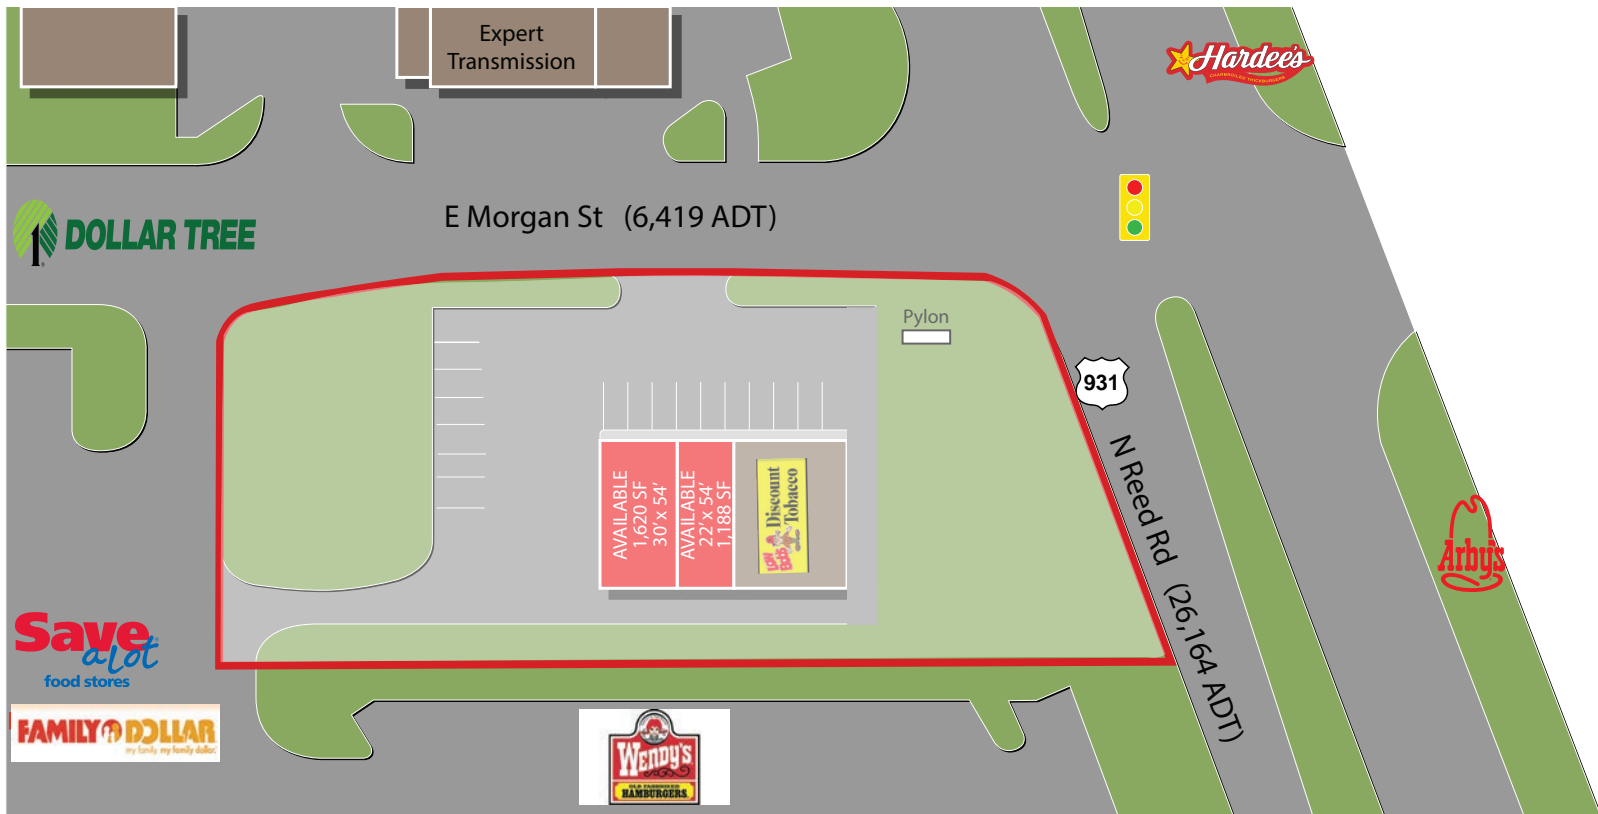 Expert
Transmission
Hardee's
CHARBROILED THICKBURGERS
DOLLAR TREE
E Morgan St (6,419 ADT)
Pylon
931
N Reed Rd (26,164 ADT)
AVAILABLE
1,620 SF
30' x 54'
AVAILABLE
22' x 54'
1,188 SF
LOW
BOB'S
Discount
Tobacco
Arby's
Save
a Lot
food stores
FAMILY DOLLAR
my family. my family dollar.
WENDY'S
OLD FASHIONED
HAMBURGERS